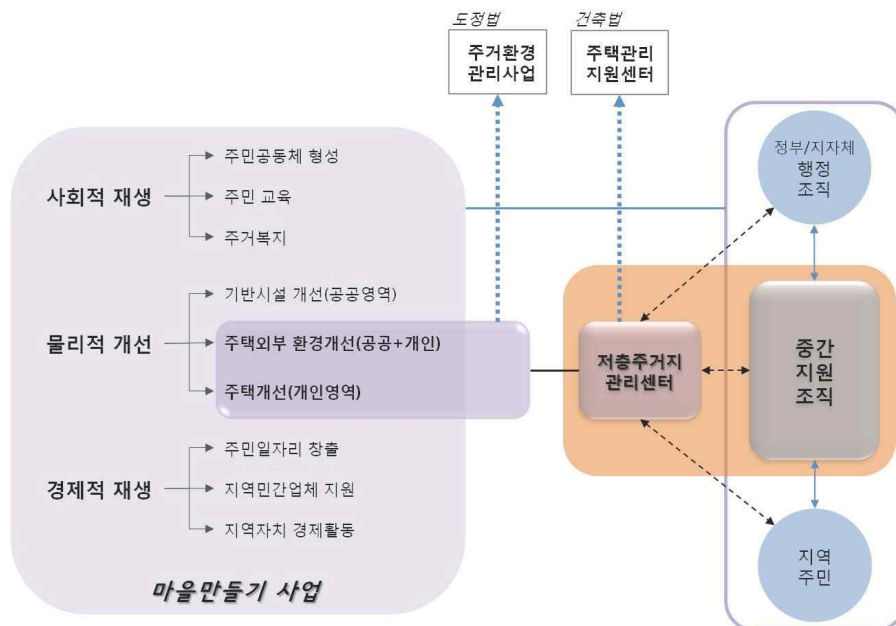 도정법
건축법
주거환경
관리사업
주택관리
지원센터
정부/지자체
행정
조직
사회적 재생
주민공동체 형성
주민 교육
주거복지
물리적 개선
기반시설 개선(공공영역)
주택외부 환경개선(공공+개인)
주택개선(개인영역)
저층주거지
관리센터
중간
지원
조직
경제적 재생
주민일자리 창출
지역민간업체 지원
지역자치 경제활동
지역
주민
마을만들기 사업